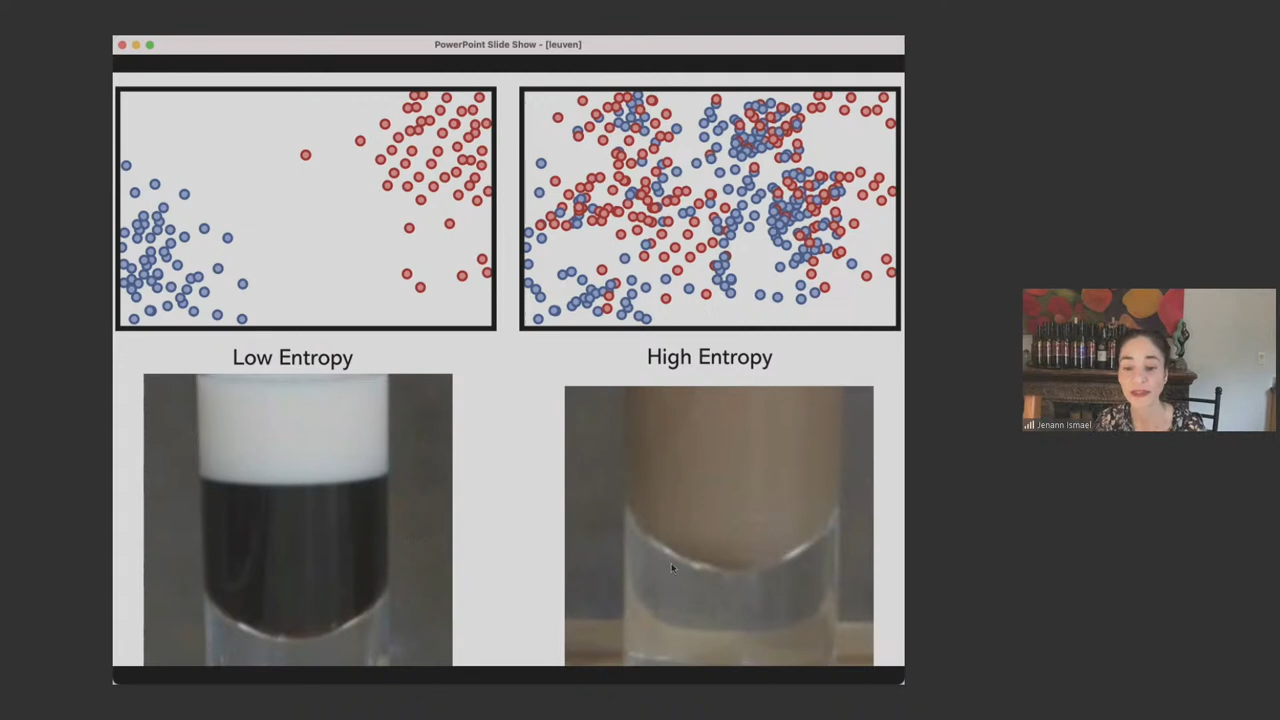 PowerPoint Slide Show - [leuven]
Low Entropy
High Entropy
Jenann Ismael